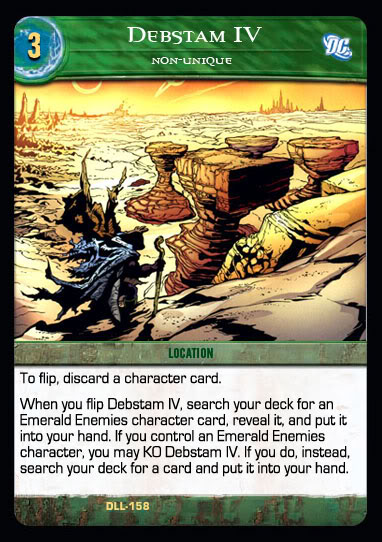 3
DEBSTAM IV
NON-UNIQUE
DC
LOCATION
To flip, discard a character card.
When you flip Debstam IV, search your deck for an
Emerald Enemies character card, reveal it, and put it
into your hand. If you control an Emerald Enemies
character, you may KO Debstam IV. If you do, instead,
search your deck for a card and put it into your hand.
DLL-158